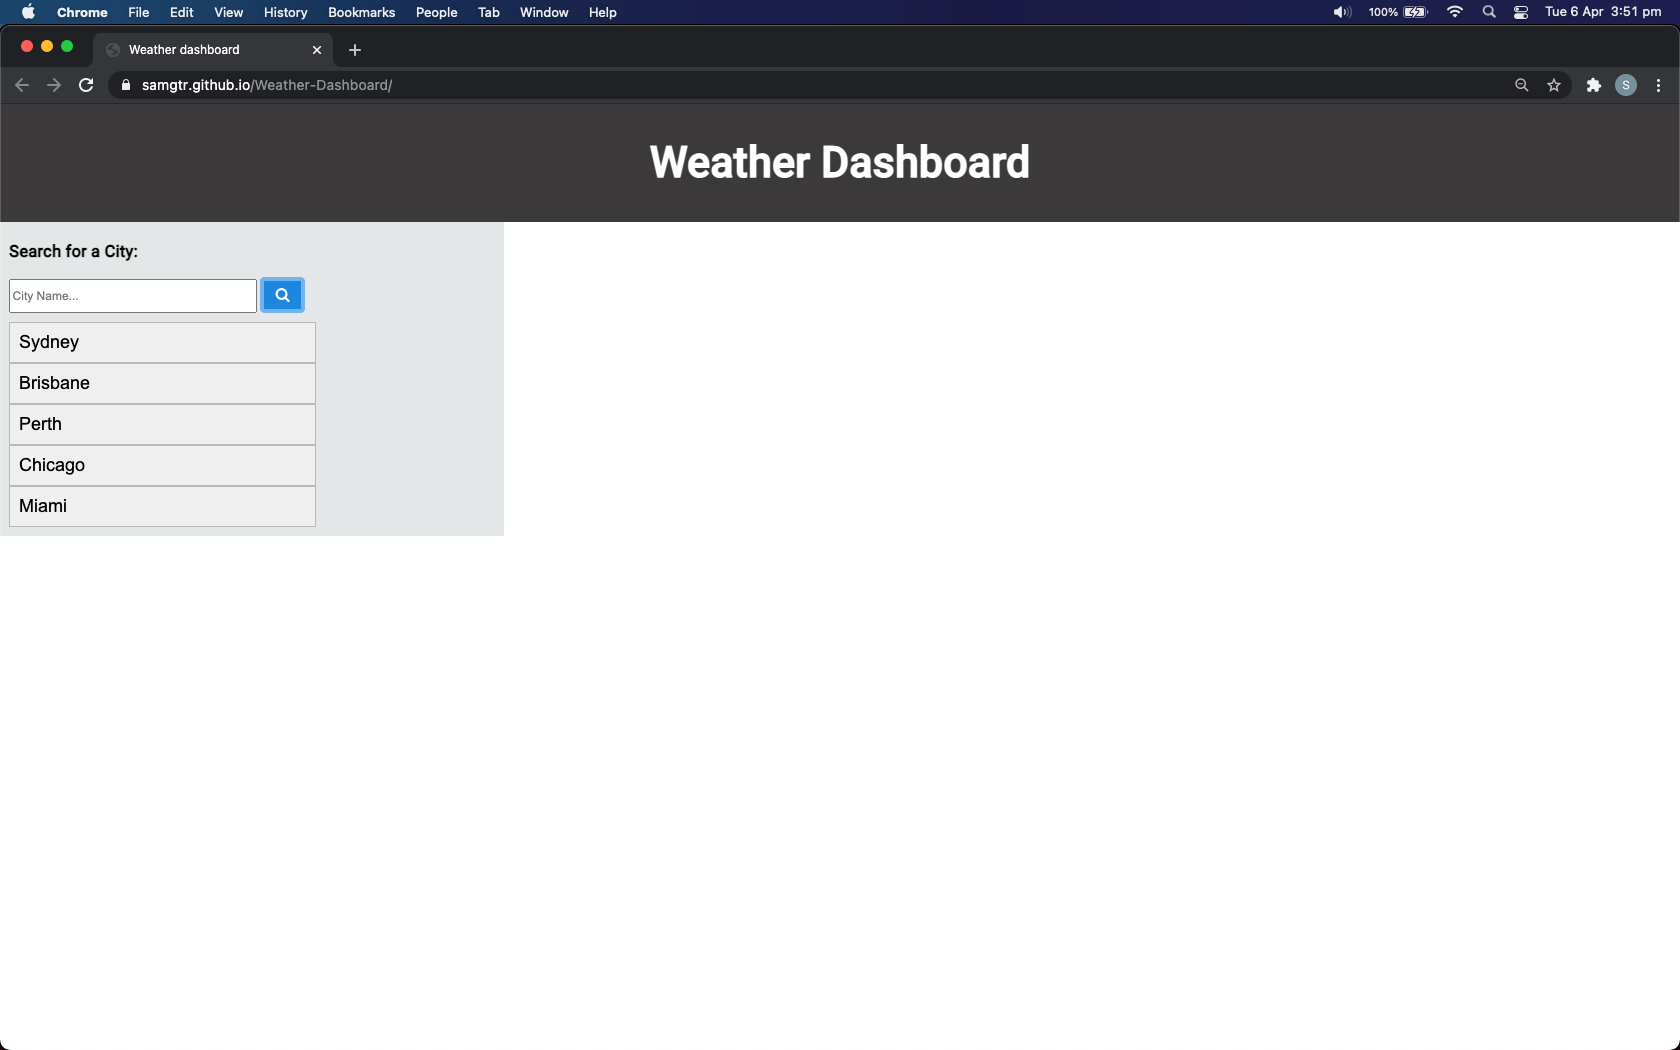 Chrome File Edit View History Bookmarks People Tab Window Help 100% Tue 6 Apr 3:51 pm
Weather dashboard
samgtr.github.io/Weather-Dashboard/ S
Weather Dashboard
Search for a City:
City Name...
Sydney
Brisbane
Perth
Chicago
Miami